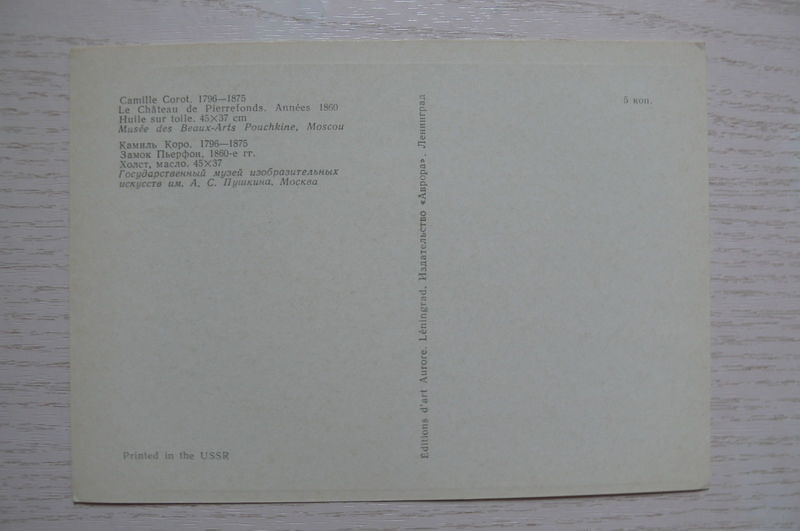 Camille Corot. 1796—1875
Le Château de Pierrefonds. Années 1860
Huile sur toile. 45×37 cm
Musée des Beaux-Arts Pouchkine, Moscou
Камиль Коро. 1796—1875
Замок Пьерфон. 1860-е гг.
Холст, масло. 45×37
Государственный музей изобразительных
искусств им. А. С. Пушкина, Москва
Printed in the USSR
Éditions d'art Aurore. Léningrad. Издательство «Аврора». Ленинград
5 коп.